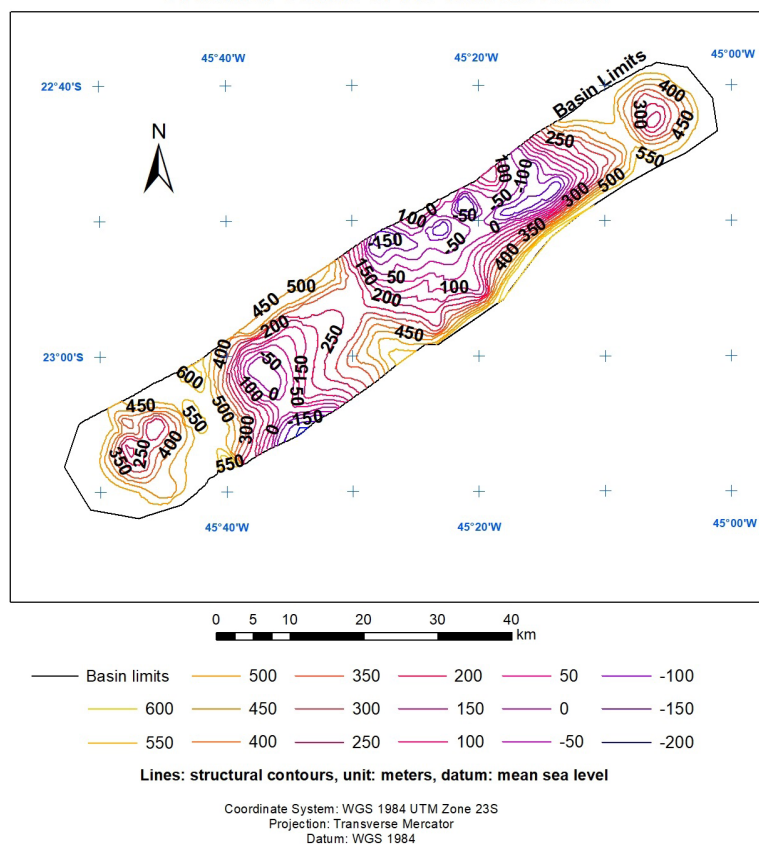 45°40'W
45°20'W
45°00'W
22°40'S
Basin Limits
N
400
300
450
250
550
100
-100
500
-50
300
0
-50
100
0
350
-150
-50
400
150
50
500
200
100
450
200
450
250
400
-50
150
600
100
0
150
500
450
550
-150
0
300
400
350
250
550
23°00'S
45°40'W
45°20'W
45°00'W
0 5 10 20 30 40
km
Basin limits 500 350 200 50 -100
600 450 300 150 0 -150
550 400 250 100 -50 -200
Lines: structural contours, unit: meters, datum: mean sea level
Coordinate System: WGS 1984 UTM Zone 23S
Projection: Transverse Mercator
Datum: WGS 1984